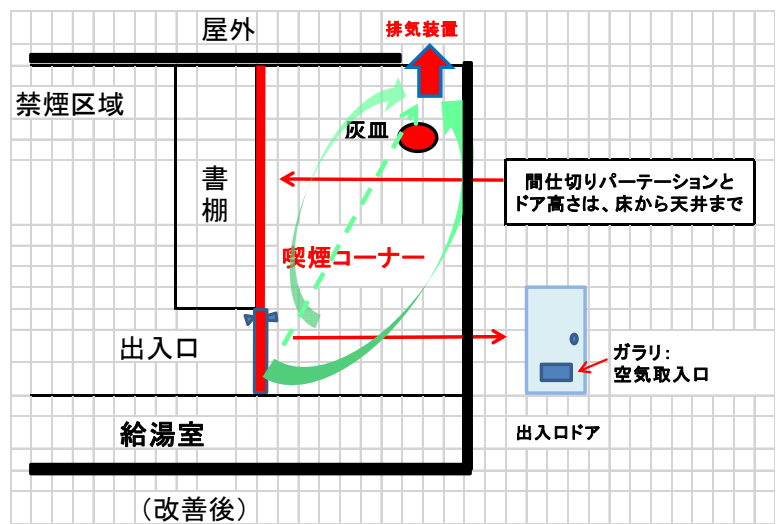 屋外
排気装置
禁煙区域
灰皿
書棚
間仕切りパーテーションと
ドア高さは、床から天井まで
喫煙コーナー
出入口
ガラリ:
空気取入口
給湯室
出入口ドア
（改善後）